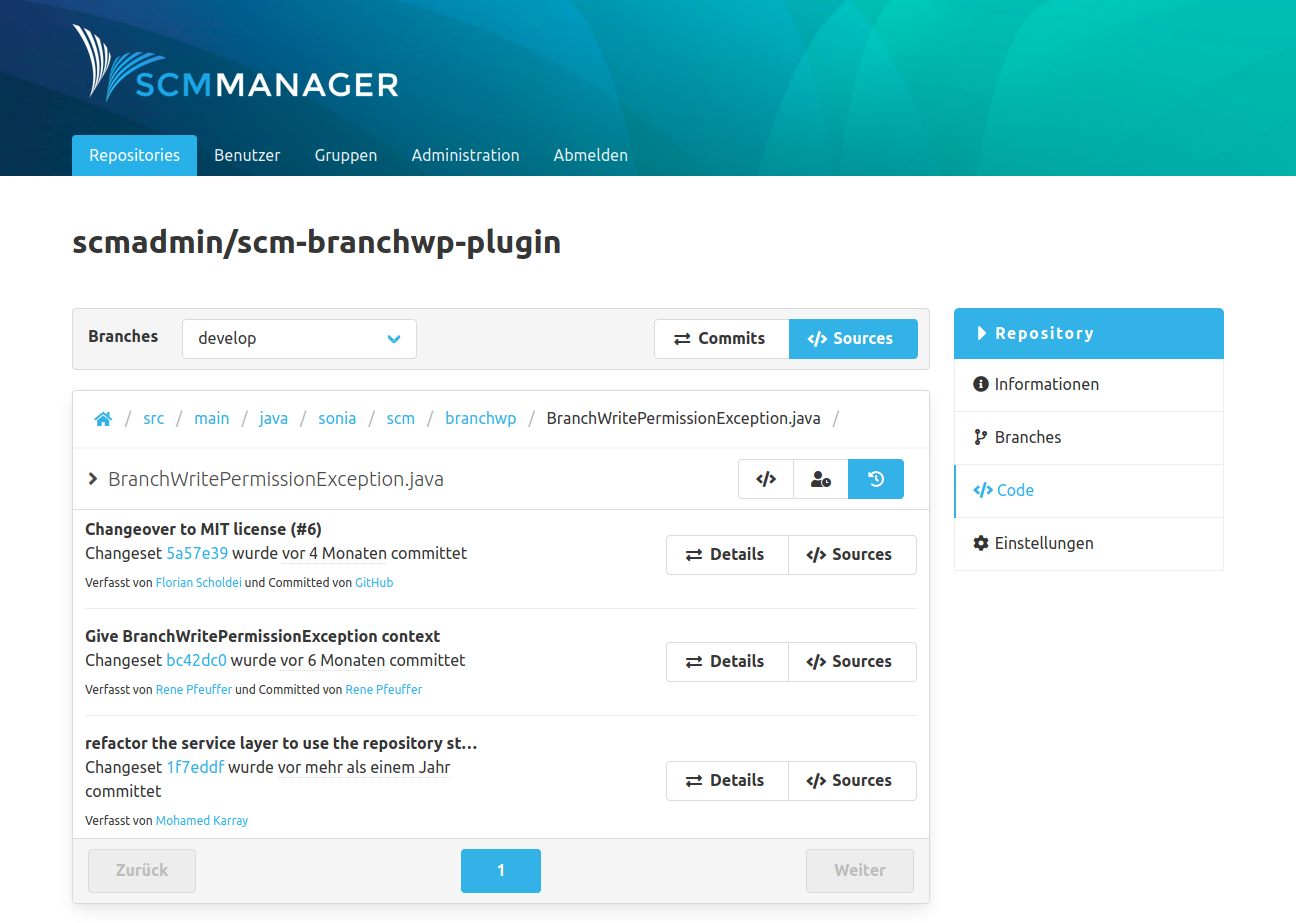 SCMMANAGER
Repositories Benutzer Gruppen Administration Abmelden
scmadmin/scm-branchwp-plugin
Branches develop Commits Sources
src / main / java / sonia / scm / branchwp / BranchWritePermissionException.java /
BranchWritePermissionException.java
Changeover to MIT license (#6)
Changeset 5a57e39 wurde vor 4 Monaten committet
Verfasst von Florian Scholdei und Committed von GitHub
Details Sources
Give BranchWritePermissionException context
Changeset bc42dc0 wurde vor 6 Monaten committet
Verfasst von Rene Pfeuffer und Committed von Rene Pfeuffer
Details Sources
refactor the service layer to use the repository st…
Changeset 1f7eddf wurde vor mehr als einem Jahr
committet
Verfasst von Mohamed Karray
Details Sources
Zurück 1 Weiter
Repository
Informationen
Branches
Code
Einstellungen